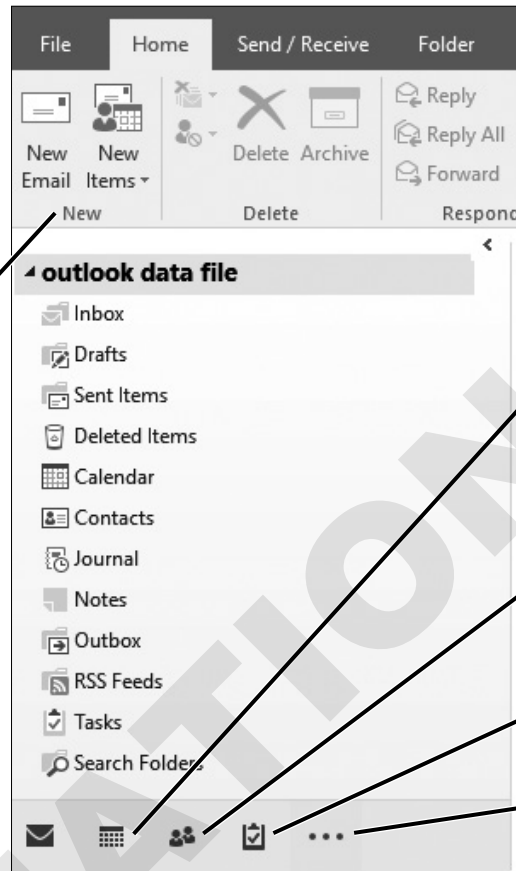 File Home Send / Receive Folder
New Email
New Items
Delete Archive
Reply
Reply All
Forward
New Delete Respond
outlook data file
Inbox
Drafts
Sent Items
Deleted Items
Calendar
Contacts
Journal
Notes
Outbox
RSS Feeds
Tasks
Search Folders